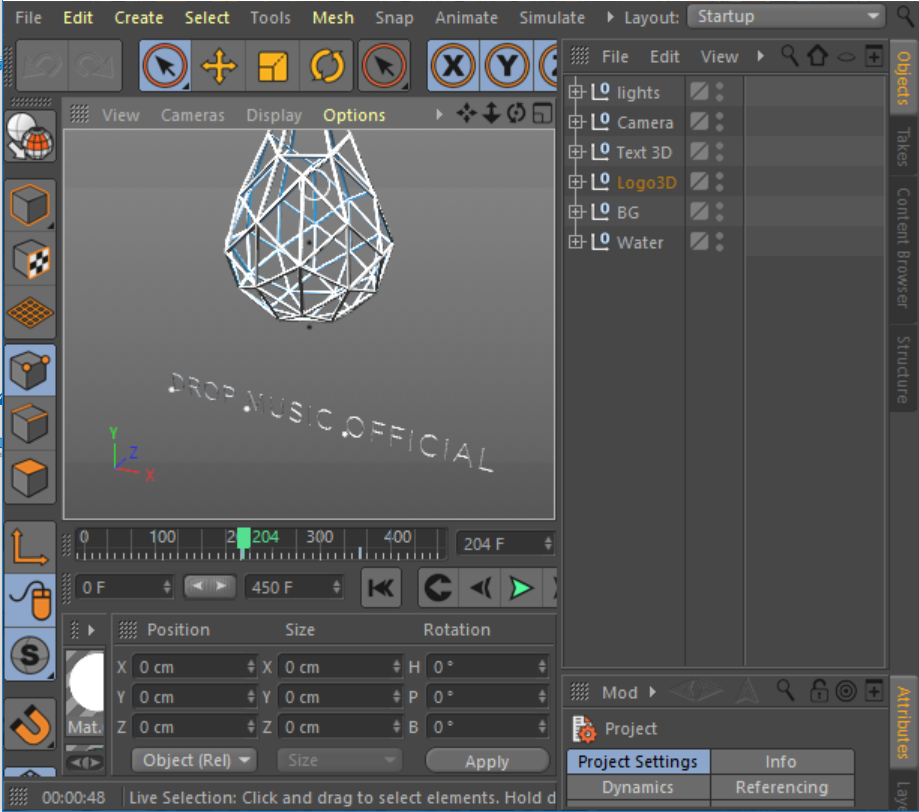 File Edit Create Select Tools Mesh Snap Animate Simulate Layout: Startup
X Y Z
File Edit View
Objects
Takes
Content Browser
Structure
View Cameras Display Options
lights
Camera
Text 3D
Logo3D
BG
Water
DROP MUSIC OFFICIAL
Y
Z
X
0 100 204 300 400
204 F
0 F 450 F
Position Size Rotation
X 0 cm X 0 cm H 0 °
Y 0 cm Y 0 cm P 0 °
Z 0 cm Z 0 cm B 0 °
Mat.
Object (Rel) Size Apply
S
Mod
Attributes
Project
Project Settings Info
Dynamics Referencing
00:00:48 Live Selection: Click and drag to select elements. Hold d